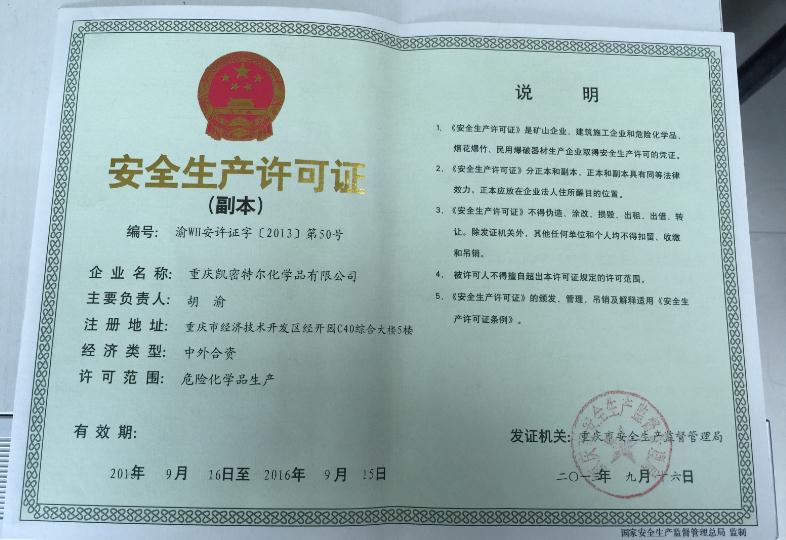 安全生产许可证
(副本)
编号: 渝WH安许证字〔2013〕第50号
企业名称: 重庆凯密特尔化学品有限公司
主要负责人: 胡 渝
注册地址: 重庆市经济技术开发区经开园C40综合大楼5楼
经济类型: 中外合资
许可范围: 危险化学品生产
有效期:
201年 9月 16日至 2016年 9月 15日
说 明
1、《安全生产许可证》是矿山企业、建筑施工企业和危险化学品、
烟花爆竹、民用爆破器材生产企业取得安全生产许可的凭证。
2、《安全生产许可证》分正本和副本，正本和副本具有同等法律
效力，正本应放在企业法人住所醒目的位置。
3、《安全生产许可证》不得伪造、涂改、损毁、出租、出借、转
让。除发证机关外，其他任何单位和个人均不得扣留、收缴
和吊销。
4、被许可人不得擅自超出本许可证规定的许可范围。
5、《安全生产许可证》的颁发、管理、吊销及解释适用《安全生
产许可证条例》。
发证机关: 重庆市安全生产监督管理局
二〇一三年 九月十六日
国家安全生产监督管理总局 监制